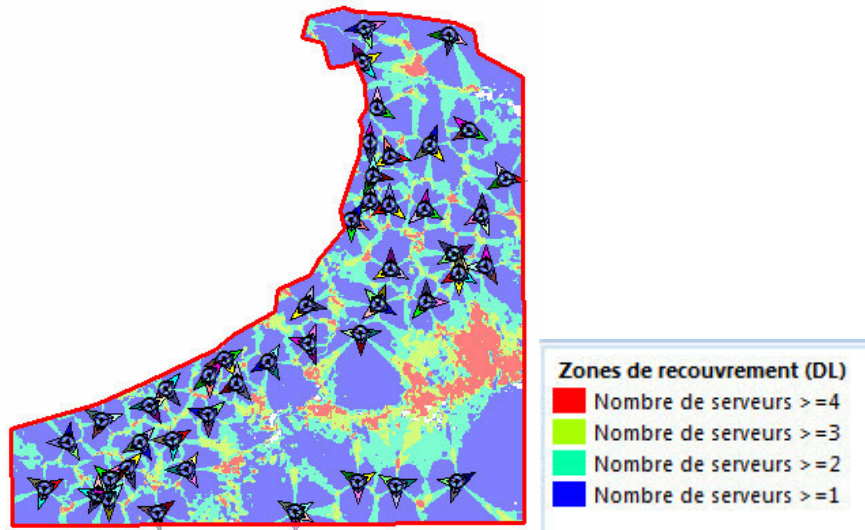 Zones de recouvrement (DL)
Nombre de serveurs >=4
Nombre de serveurs >=3
Nombre de serveurs >=2
Nombre de serveurs >=1